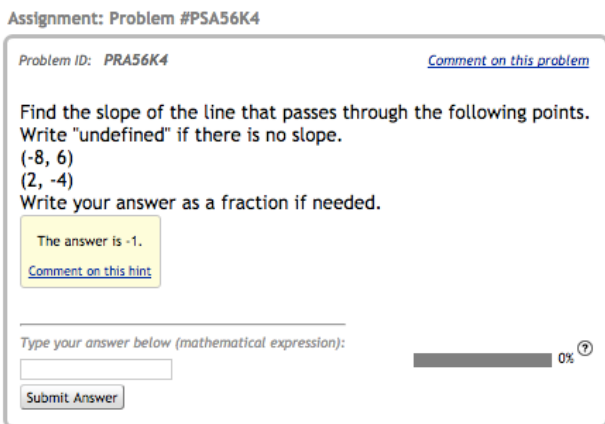 Assignment: Problem #PSA56K4
Problem ID: PRA56K4 Comment on this problem
Find the slope of the line that passes through the following points.
Write "undefined" if there is no slope.
(-8, 6)
(2, -4)
Write your answer as a fraction if needed.
The answer is -1.
Comment on this hint
Type your answer below (mathematical expression):
0% ?
Submit Answer